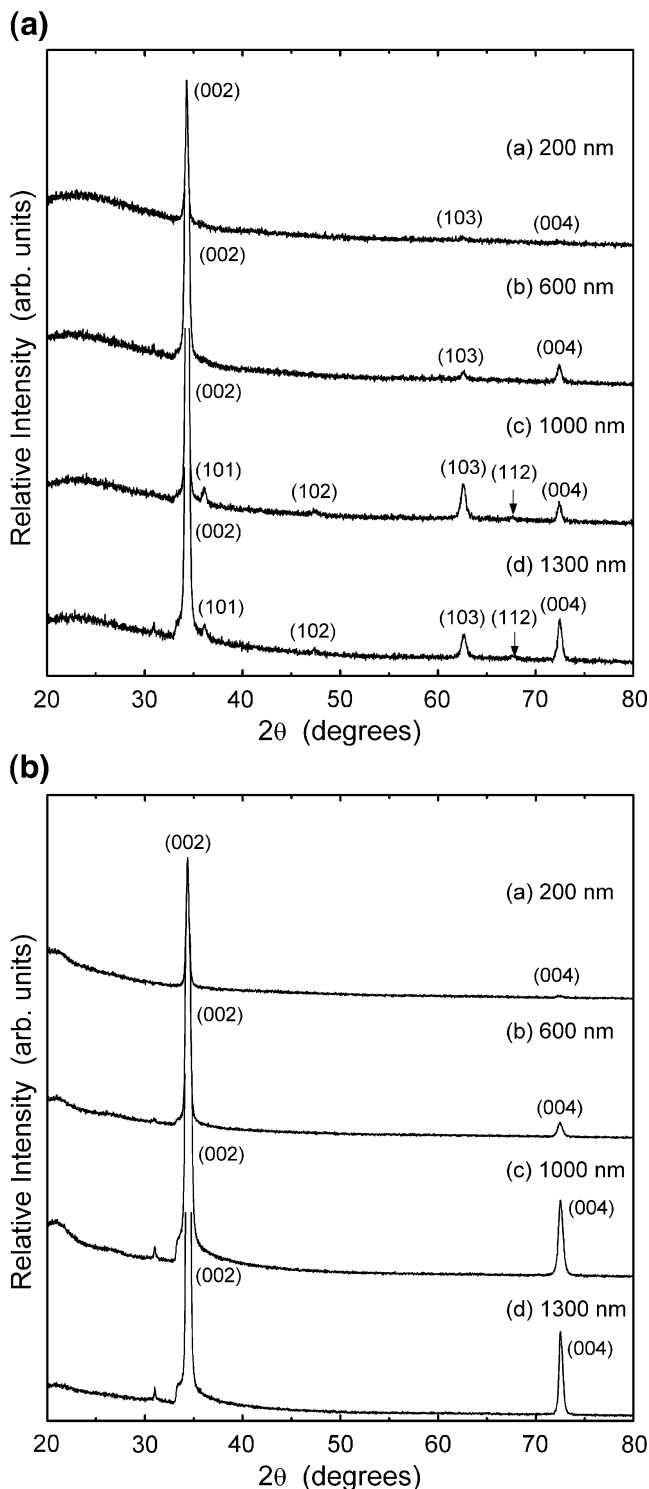 (a)
(002)
(a) 200 nm
(103)
(004)
(002)
(b) 600 nm
(103)
(004)
(002)
(c) 1000 nm
(101)
(102)
(103)
(112)
(004)
(002)
(d) 1300 nm
(101)
(102)
(103)
(112)
(004)
Relative Intensity (arb. units)
20 30 40 50 60 70 80
2θ (degrees)
(b)
(002)
(a) 200 nm
(004)
(002)
(b) 600 nm
(004)
(002)
(c) 1000 nm
(004)
(002)
(d) 1300 nm
(004)
Relative Intensity (arb. units)
20 30 40 50 60 70 80
2θ (degrees)